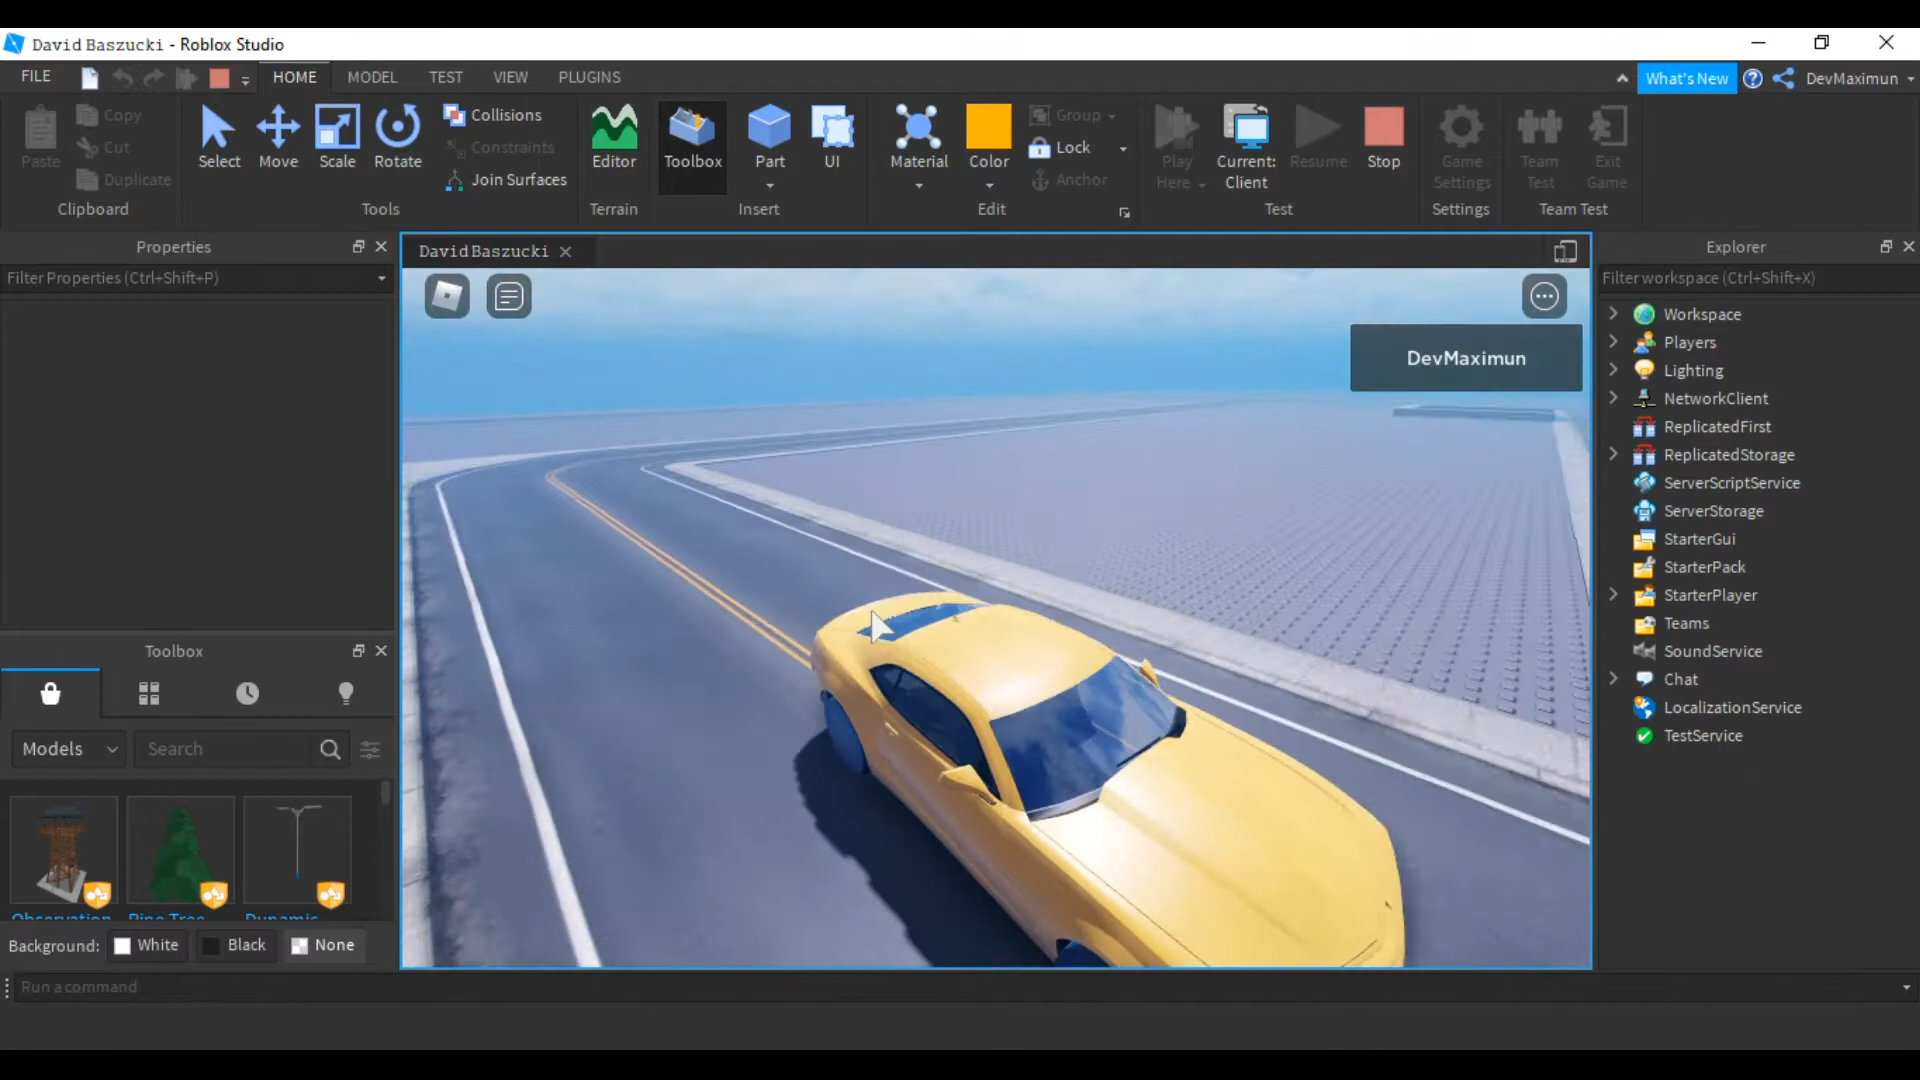 David Baszucki - Roblox Studio
FILE
HOME
MODEL
TEST
VIEW
PLUGINS
What's New
DevMaximun
Paste
Copy
Cut
Duplicate
Clipboard
Select
Move
Scale
Rotate
Collisions
Constraints
Join Surfaces
Tools
Editor
Terrain
Toolbox
Part
UI
Insert
Material
Color
Group
Lock
Anchor
Edit
Play
Here
Current:
Client
Resume
Stop
Test
Game
Settings
Settings
Team
Test
Exit
Game
Team Test
Properties
Filter Properties (Ctrl+Shift+P)
Toolbox
Models
Search
Observation
Pine Tree
Dynamic
Background:
White
Black
None
David Baszucki
DevMaximun
Explorer
Filter workspace (Ctrl+Shift+X)
Workspace
Players
Lighting
NetworkClient
ReplicatedFirst
ReplicatedStorage
ServerScriptService
ServerStorage
StarterGui
StarterPack
StarterPlayer
Teams
SoundService
Chat
LocalizationService
TestService
Run a command